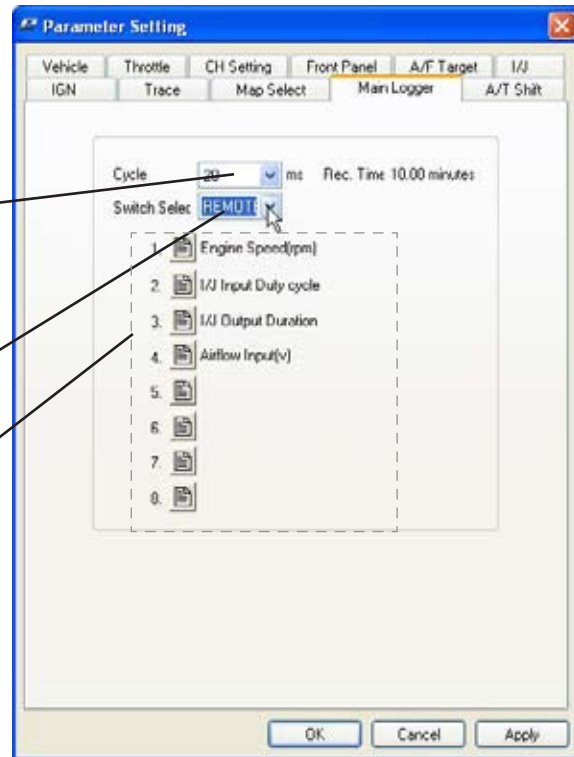 Parameter Setting
Vehicle Throttle CH Setting Front Panel A/F Target I/J
IGN Trace Map Select Main Logger A/T Shift
Cycle 20 ms Rec. Time 10.00 minutes
Switch Selec REMOTE
1. Engine Speed(rpm)
2. I/J Input Duty cycle
3. I/J Output Duration
4. Airflow Input(v)
5.
6.
7.
8.
OK Cancel Apply